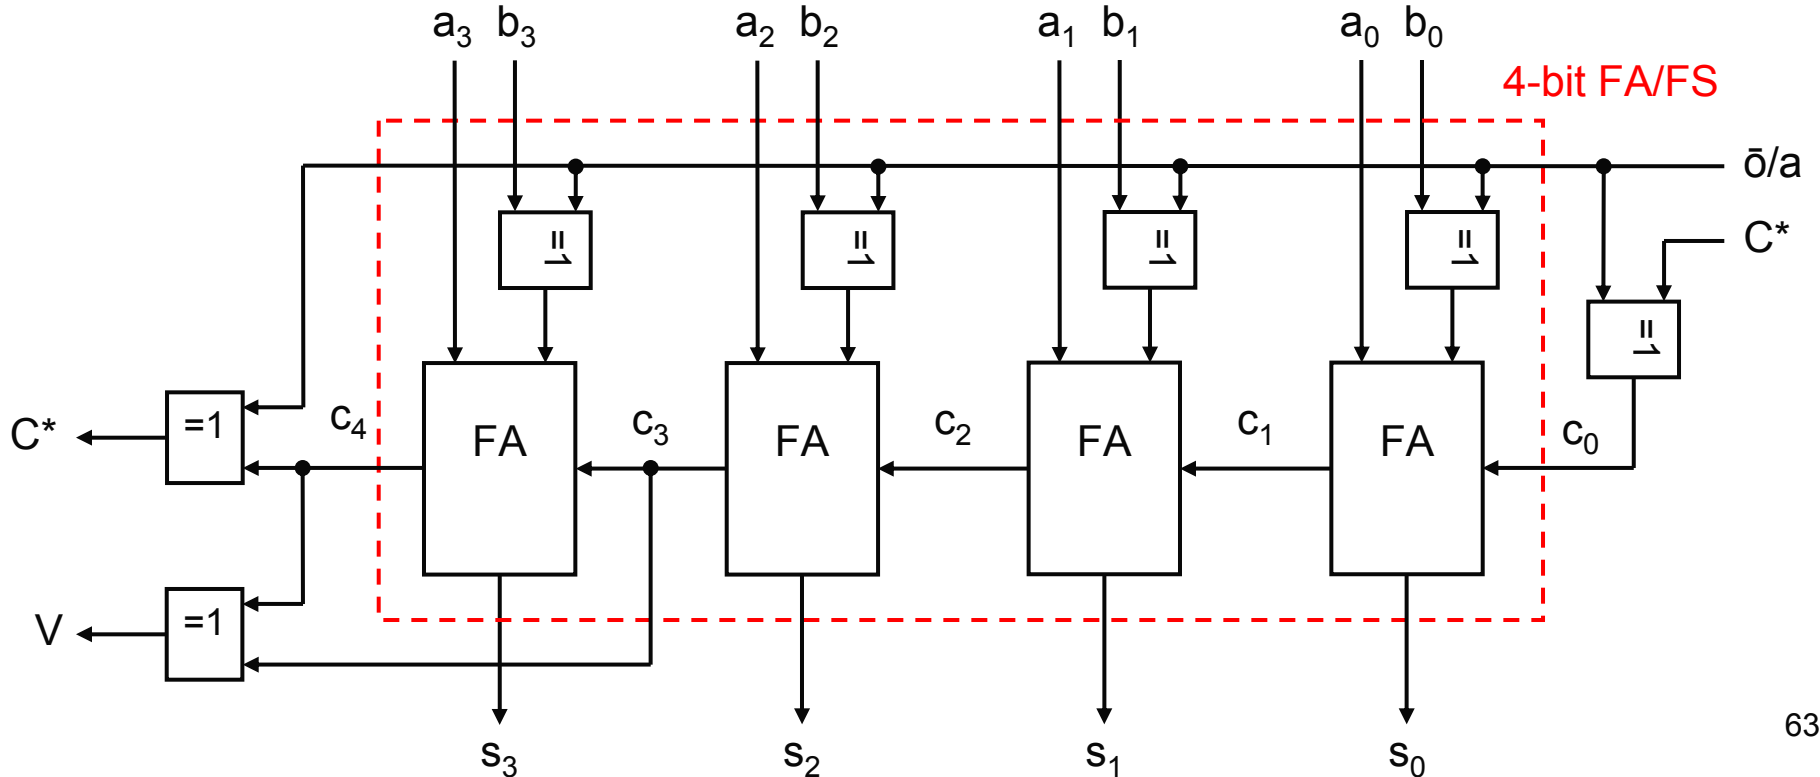 a₃ b₃ a₂ b₂ a₁ b₁ a₀ b₀
4-bit FA/FS
ō/a
=1 =1 =1 =1
C*
=1
C* =1 c₄ FA c₃ FA c₂ FA c₁ FA c₀
V =1
s₃ s₂ s₁ s₀
63